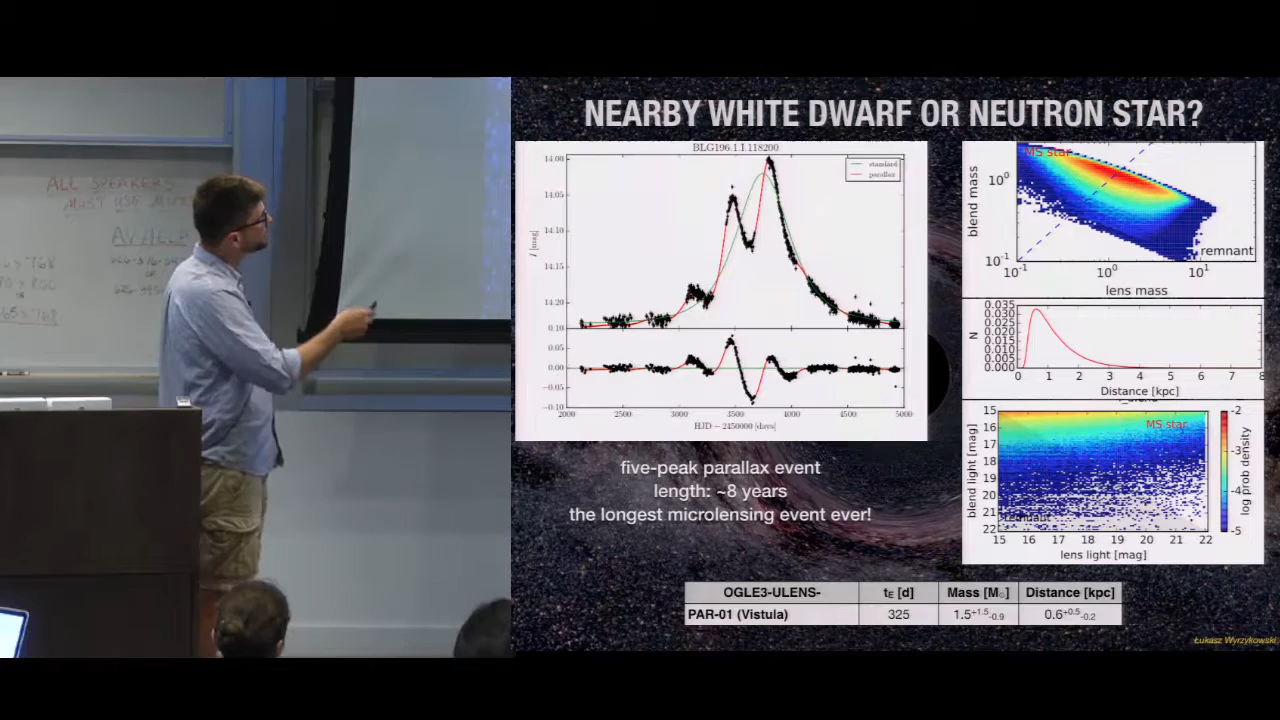 NEARBY WHITE DWARF OR NEUTRON STAR?
ALL SPEAKERS
MUST USE
BLG196.1.I.118200
standard
parallax
14.00
14.05
14.10
14.15
14.20
I [mag]
0.10
0.05
0.00
−0.05
−0.10
2000 2500 3000 3500 4000 4500 5000
HJD − 2450000 [days]
MS star
blend mass
10⁰
10⁻¹
remnant
10⁻¹ 10⁰ 10¹
lens mass
0.035
0.030
0.025
0.020
0.015
0.010
0.005
0.000
N
0 1 2 3 4 5 6 7 8
Distance [kpc]
MS star
15
16
17
18
19
20
21
22
blend light [mag]
remnant
15 16 17 18 19 20 21 22
lens light [mag]
-2
-3
-4
-5
log prob density
five-peak parallax event
length: ~8 years
the longest microlensing event ever!
OGLE3-ULENS- tE [d] Mass [M☉] Distance [kpc]
PAR-01 (Vistula) 325 1.5+1.5-0.9 0.6+0.5-0.2
Łukasz Wyrzykowski